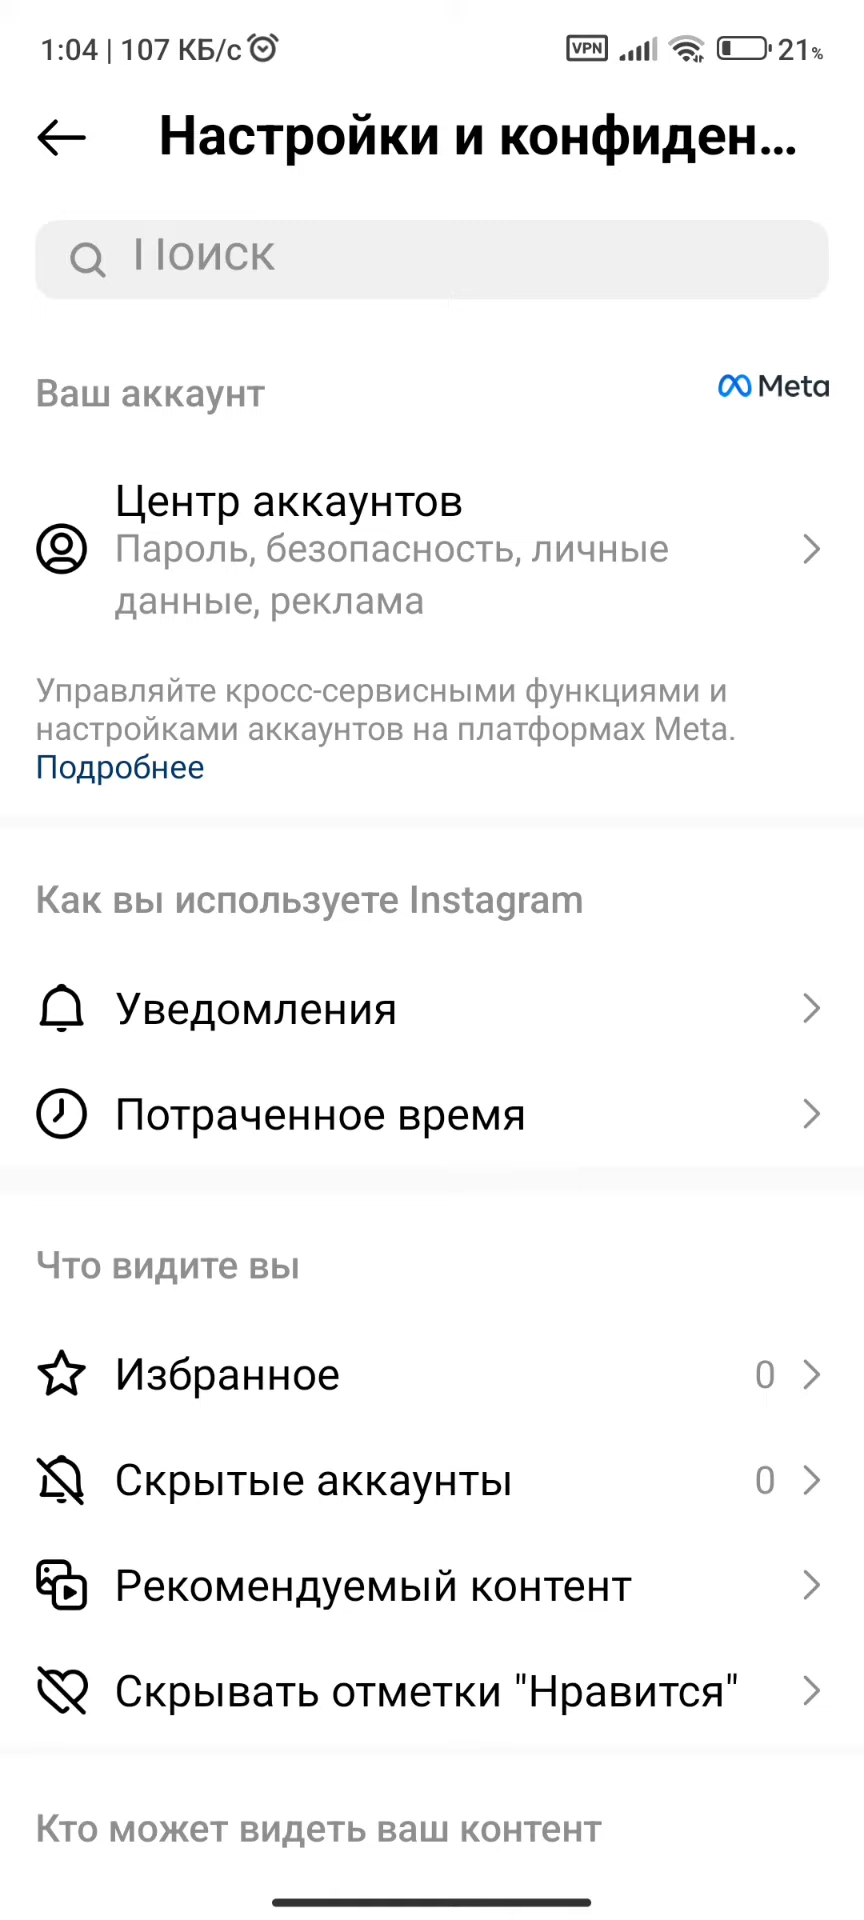 1:04 | 107 КБ/с VPN 21%
Настройки и конфиден...
Поиск
Ваш аккаунт Meta
Центр аккаунтов
Пароль, безопасность, личные
данные, реклама
Управляйте кросс-сервисными функциями и
настройками аккаунтов на платформах Meta.
Подробнее
Как вы используете Instagram
Уведомления
Потраченное время
Что видите вы
Избранное 0
Скрытые аккаунты 0
Рекомендуемый контент
Скрывать отметки "Нравится"
Кто может видеть ваш контент